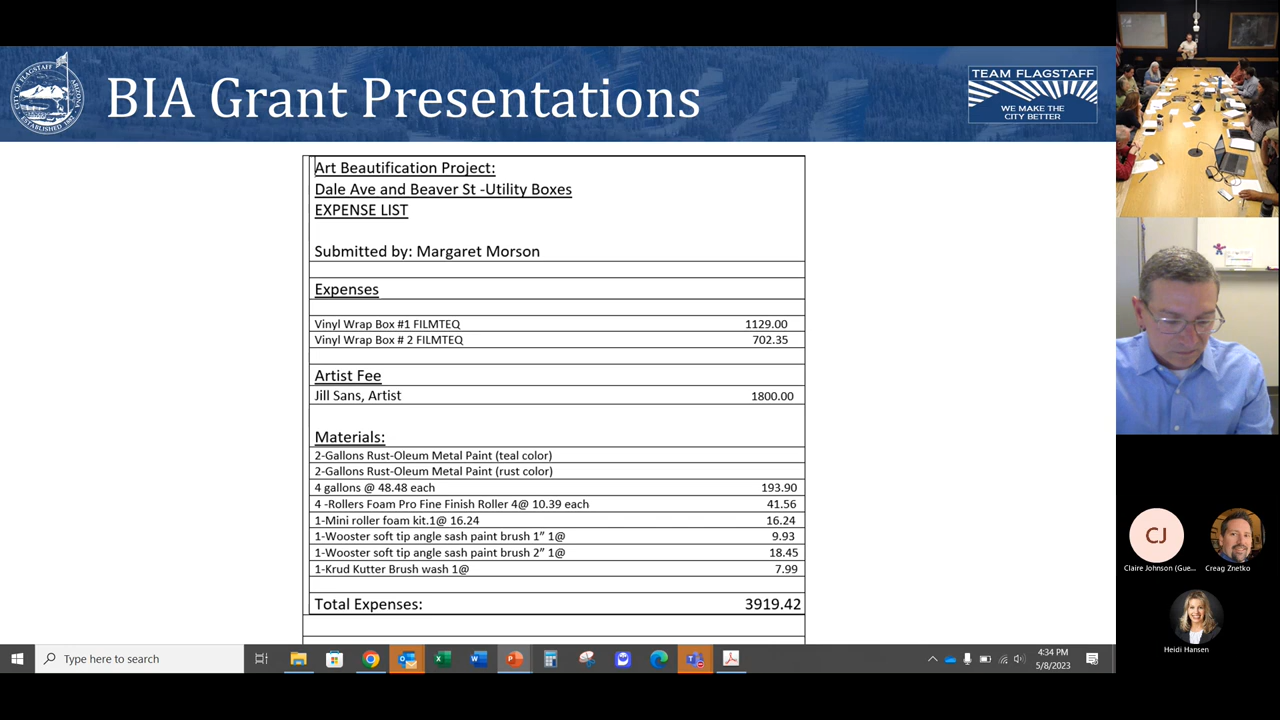 BIA Grant Presentations
TEAM FLAGSTAFF
WE MAKE THE
CITY BETTER
CITY OF FLAGSTAFF
ARIZONA
Art Beautification Project:
Dale Ave and Beaver St -Utility Boxes
EXPENSE LIST
Submitted by: Margaret Morson
Expenses
Vinyl Wrap Box #1 FILMTEQ 1129.00
Vinyl Wrap Box # 2 FILMTEQ 702.35
Artist Fee
Jill Sans, Artist 1800.00
Materials:
2-Gallons Rust-Oleum Metal Paint (teal color)
2-Gallons Rust-Oleum Metal Paint (rust color)
4 gallons @ 48.48 each 193.90
4 -Rollers Foam Pro Fine Finish Roller 4@ 10.39 each 41.56
1-Mini roller foam kit.1@ 16.24 16.24
1-Wooster soft tip angle sash paint brush 1” 1@ 9.93
1-Wooster soft tip angle sash paint brush 2” 1@ 18.45
1-Krud Kutter Brush wash 1@ 7.99
Total Expenses: 3919.42
CJ
Claire Johnson (Gue...
Creag Znetko
Heidi Hansen
Type here to search
4:34 PM
5/8/2023